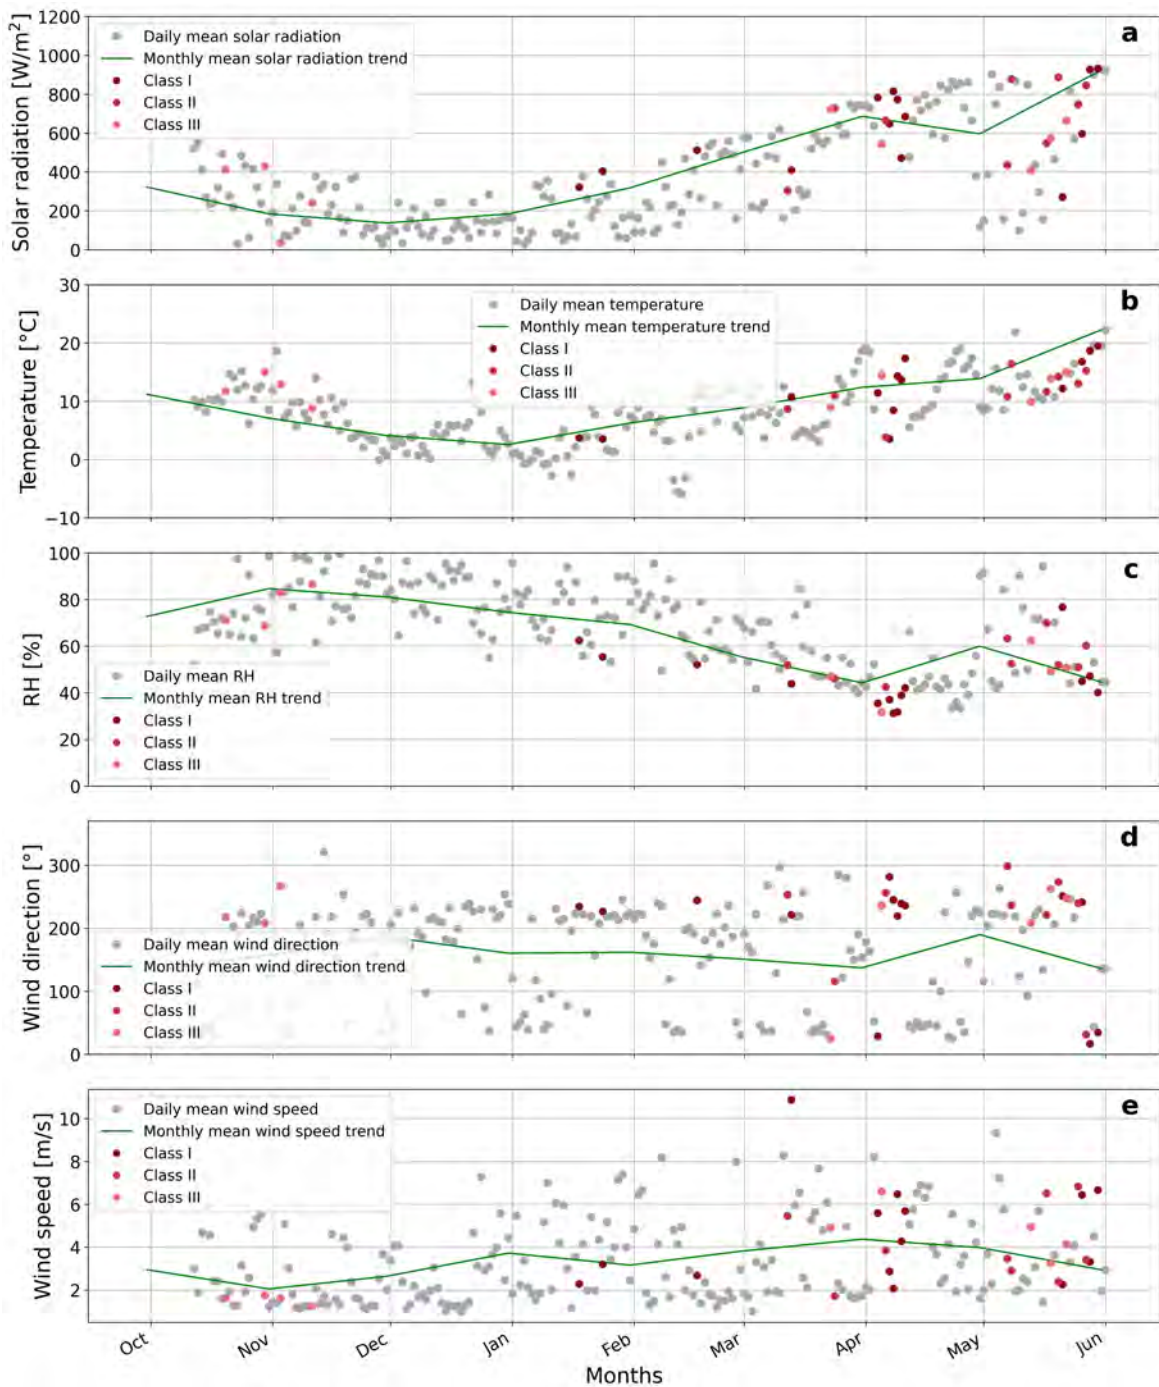 1200
1000
800
600
400
200
0
Solar radiation [W/m²]
Daily mean solar radiation
Monthly mean solar radiation trend
Class I
Class II
Class III
a
30
20
10
0
−10
Temperature [°C]
Daily mean temperature
Monthly mean temperature trend
Class I
Class II
Class III
b
100
80
60
40
20
0
RH [%]
Daily mean RH
Monthly mean RH trend
Class I
Class II
Class III
c
300
200
100
0
Wind direction [°]
Daily mean wind direction
Monthly mean wind direction trend
Class I
Class II
Class III
d
10
8
6
4
2
Wind speed [m/s]
Daily mean wind speed
Monthly mean wind speed trend
Class I
Class II
Class III
e
Oct Nov Dec Jan Feb Mar Apr May Jun
Months